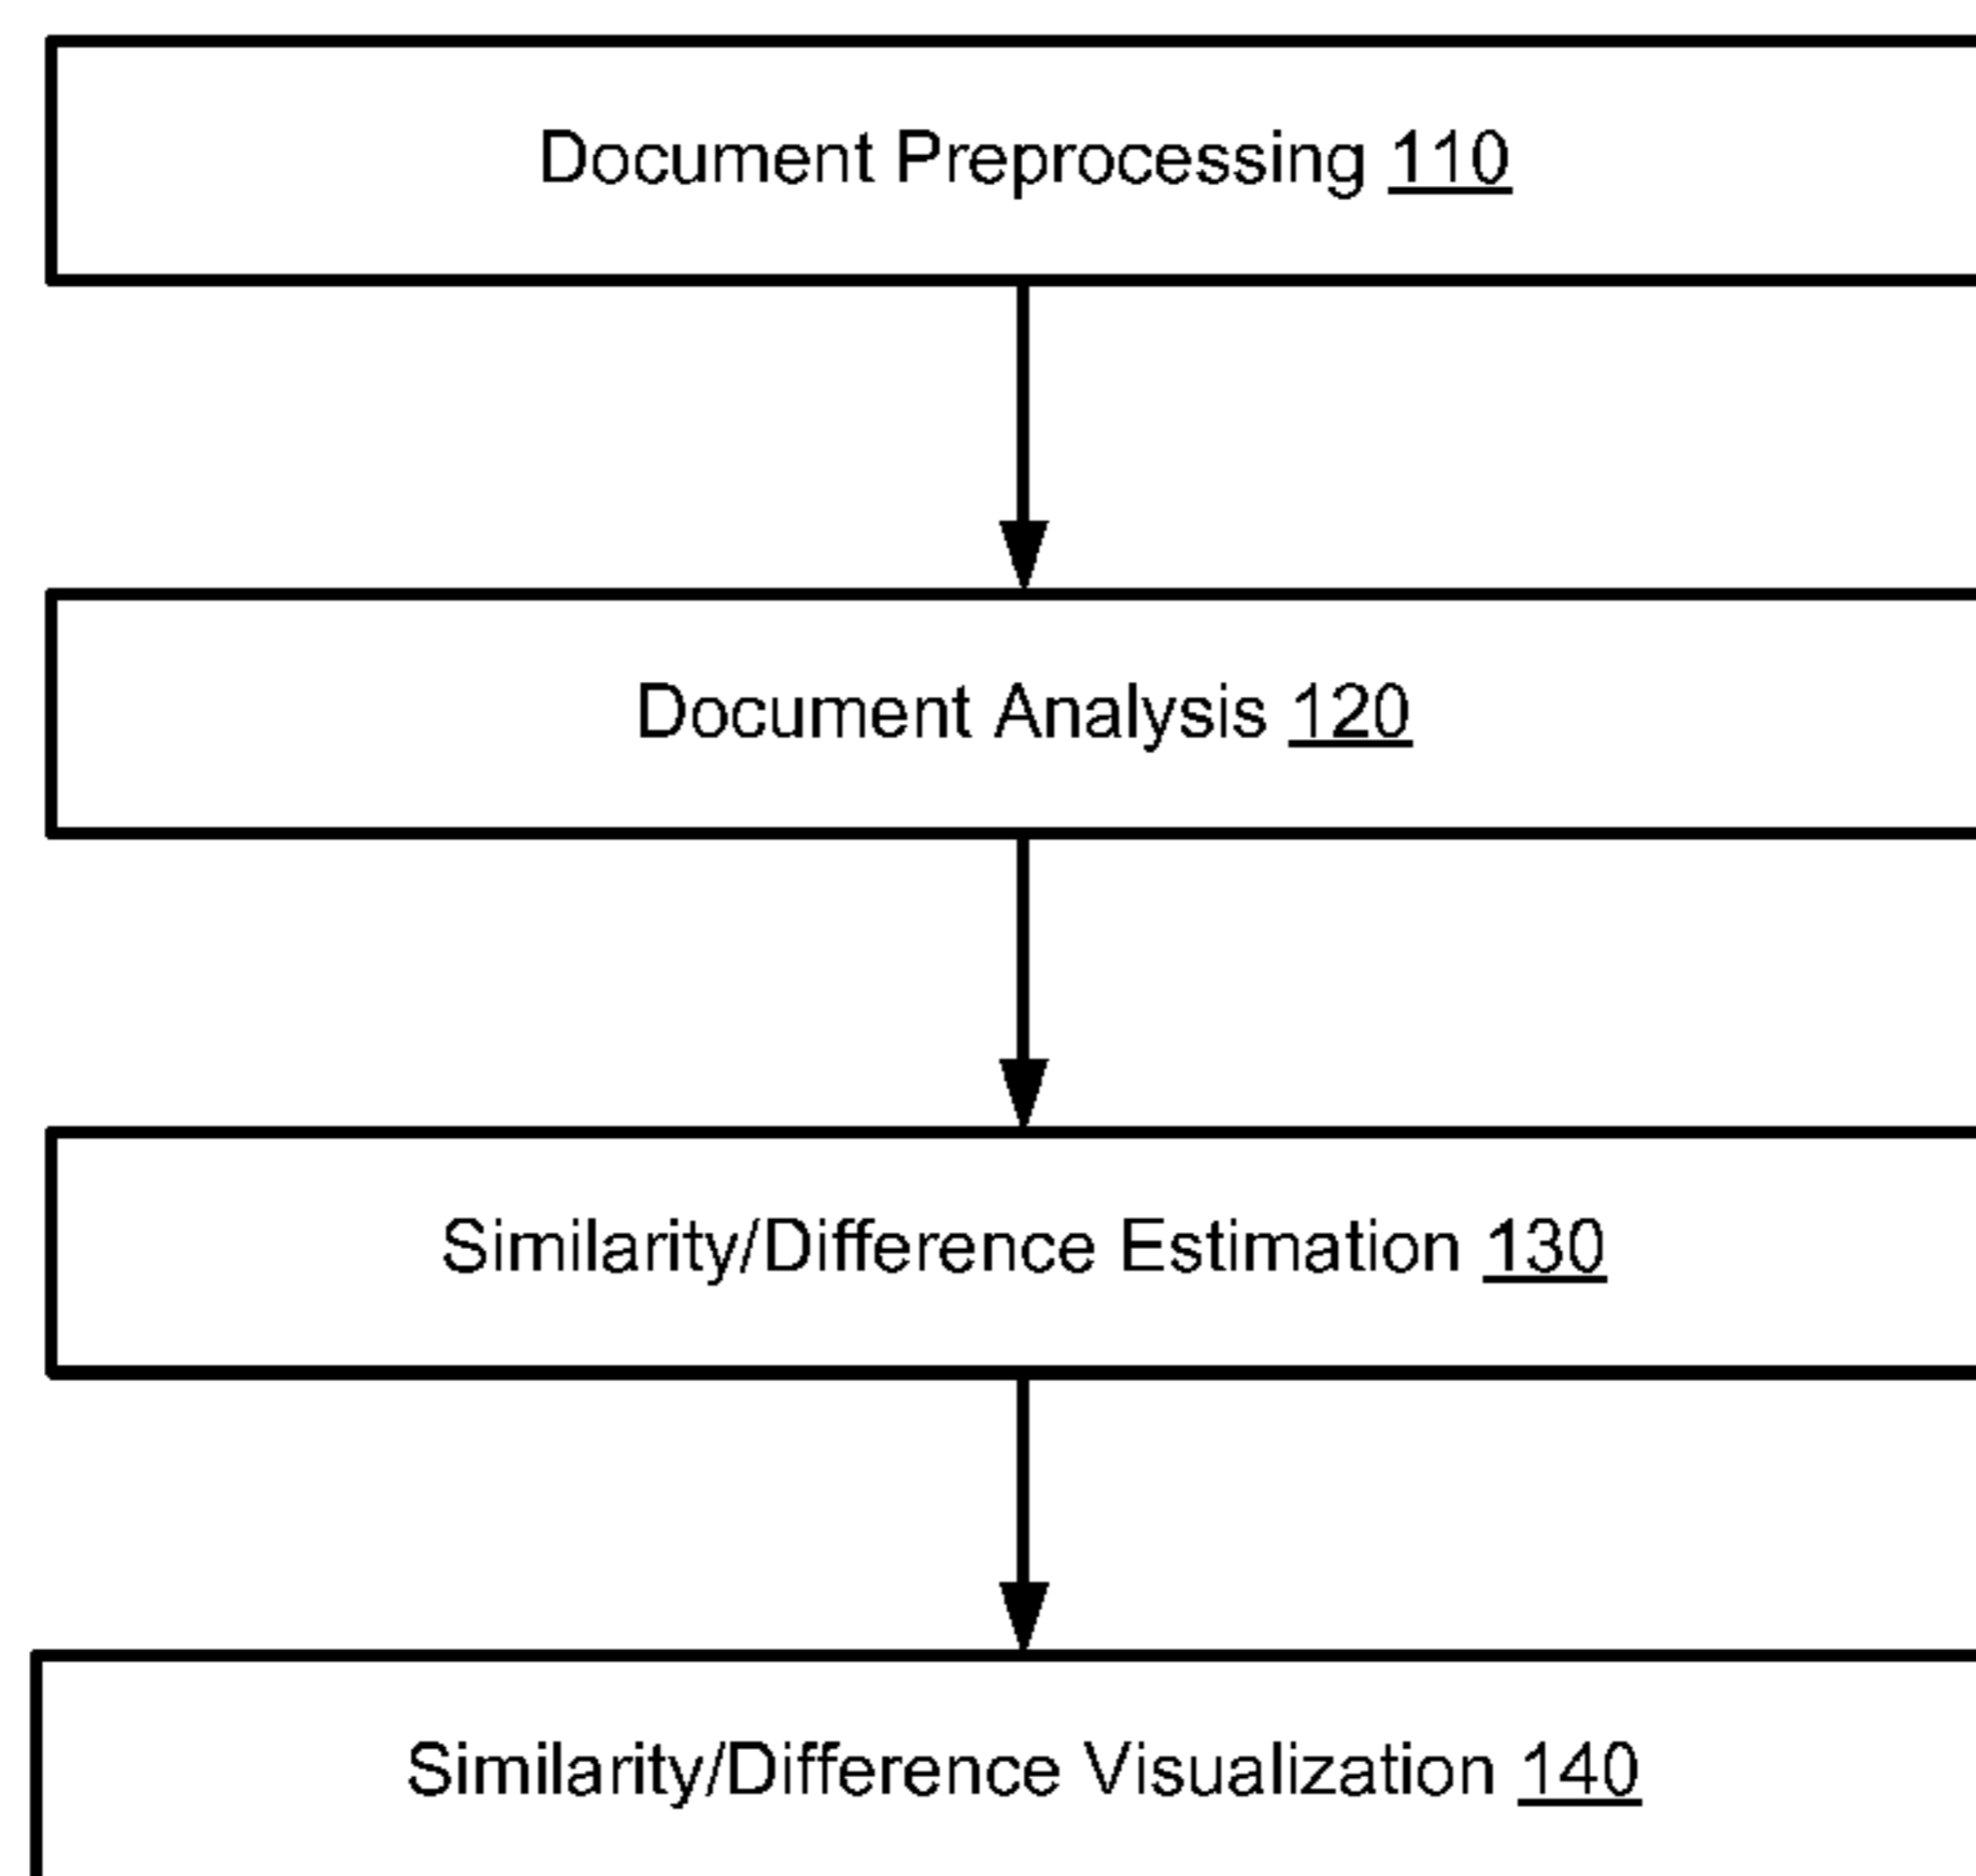 Document Preprocessing 110
Document Analysis 120
Similarity/Difference Estimation 130
Similarity/Difference Visualization 140